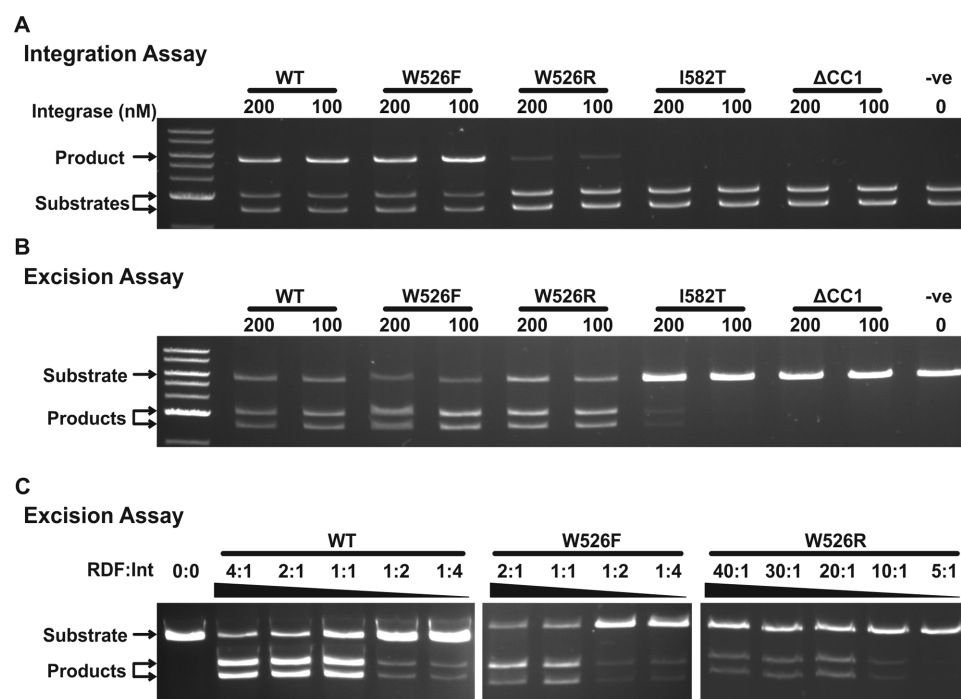 A
Integration Assay
WT W526F W526R I582T ΔCC1 -ve
Integrase (nM) 200 100 200 100 200 100 200 100 200 100 0
Product
Substrates
B
Excision Assay
WT W526F W526R I582T ΔCC1 -ve
200 100 200 100 200 100 200 100 200 100 0
Substrate
Products
C
Excision Assay
WT W526F W526R
RDF:Int 0:0 4:1 2:1 1:1 1:2 1:4 2:1 1:1 1:2 1:4 40:1 30:1 20:1 10:1 5:1
Substrate
Products